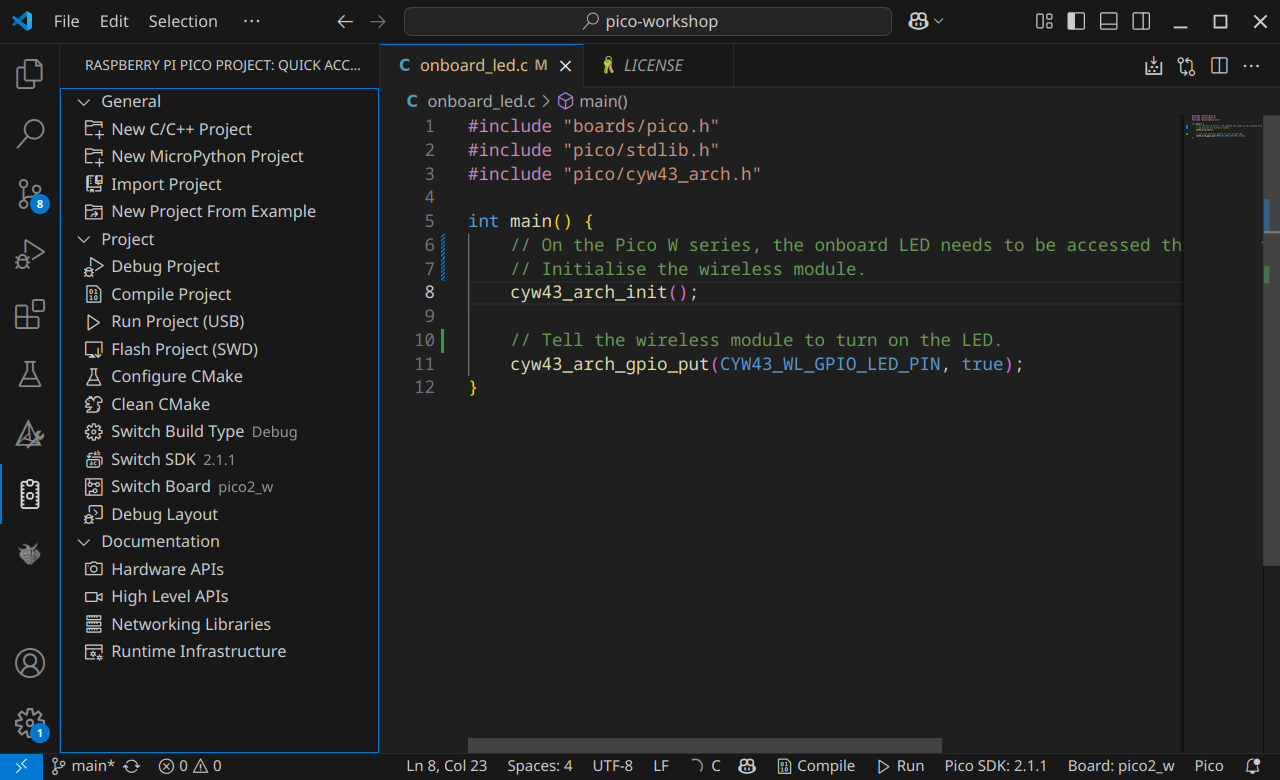 File Edit Selection ··· pico-workshop
RASPBERRY PI PICO PROJECT: QUICK ACC...
General
New C/C++ Project
New MicroPython Project
Import Project
New Project From Example
Project
Debug Project
Compile Project
Run Project (USB)
Flash Project (SWD)
Configure CMake
Clean CMake
Switch Build Type Debug
Switch SDK 2.1.1
Switch Board pico2_w
Debug Layout
Documentation
Hardware APIs
High Level APIs
Networking Libraries
Runtime Infrastructure
8
1
C onboard_led.c M LICENSE
C onboard_led.c > main()
1 #include "boards/pico.h"
2 #include "pico/stdlib.h"
3 #include "pico/cyw43_arch.h"
4
5 int main() {
6 // On the Pico W series, the onboard LED needs to be accessed th
7 // Initialise the wireless module.
8 cyw43_arch_init();
9
10 // Tell the wireless module to turn on the LED.
11 cyw43_arch_gpio_put(CYW43_WL_GPIO_LED_PIN, true);
12 }
main* 0 0 Ln 8, Col 23 Spaces: 4 UTF-8 LF C Compile Run Pico SDK: 2.1.1 Board: pico2_w Pico